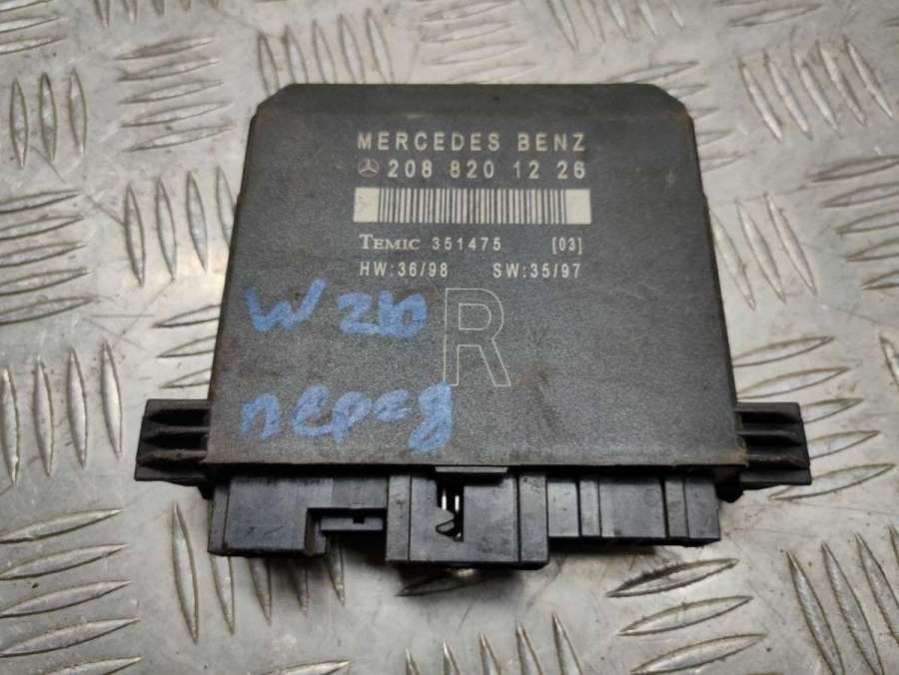 MERCEDES BENZ
208 820 12 26
TEMIC 351475 [03]
HW:36/98 SW:35/97
R
W 210
перед